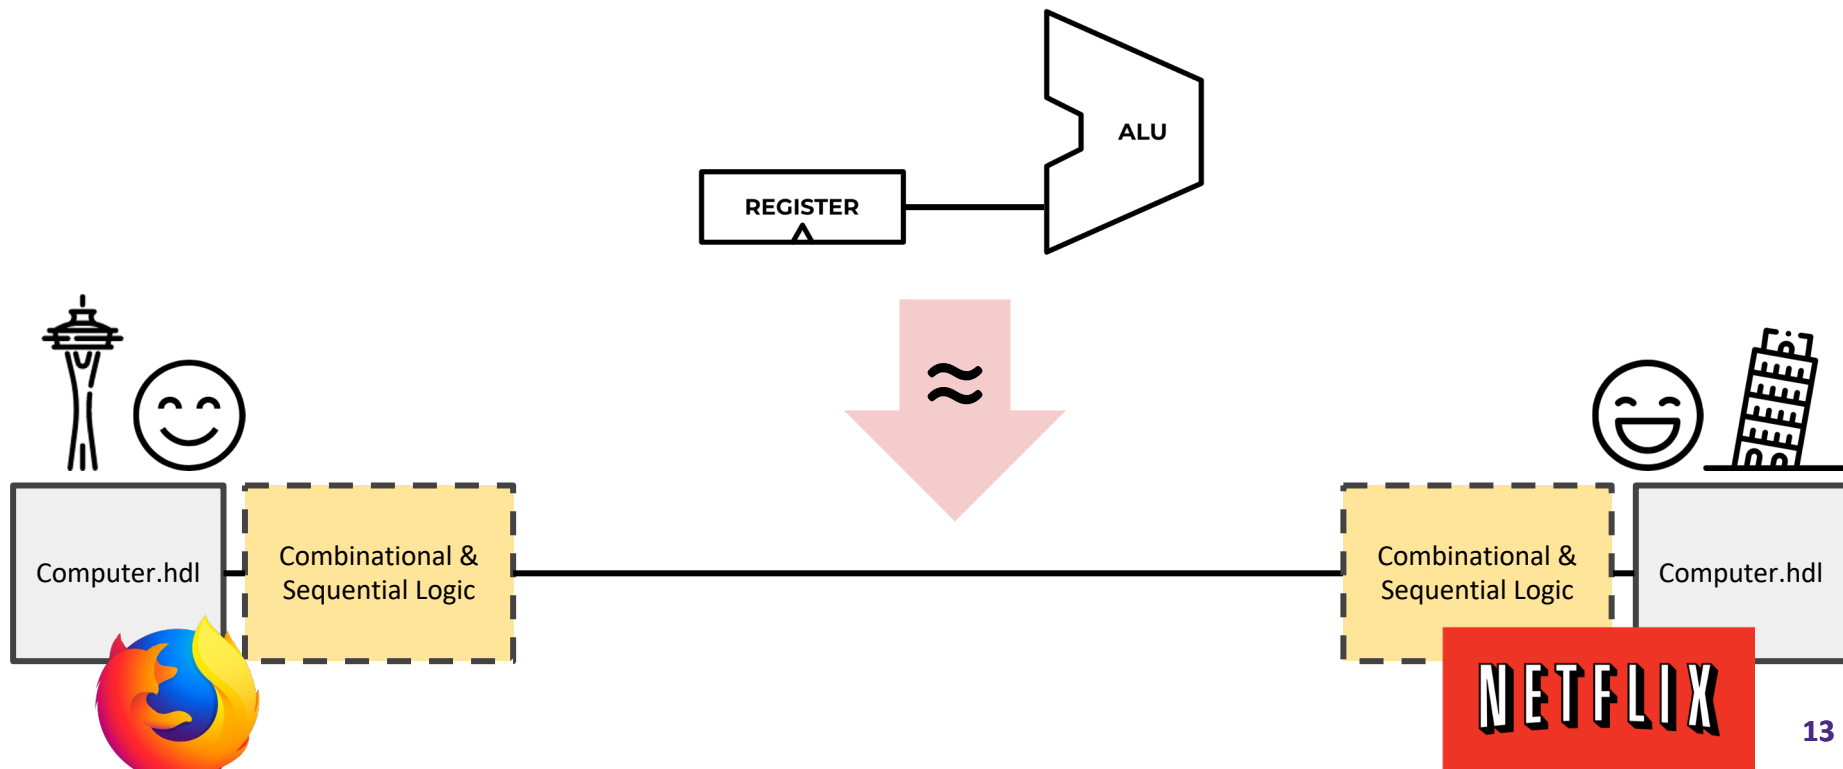 ALU
REGISTER
≈
Computer.hdl
Combinational &
Sequential Logic
Combinational &
Sequential Logic
Computer.hdl
NETFLIX
13